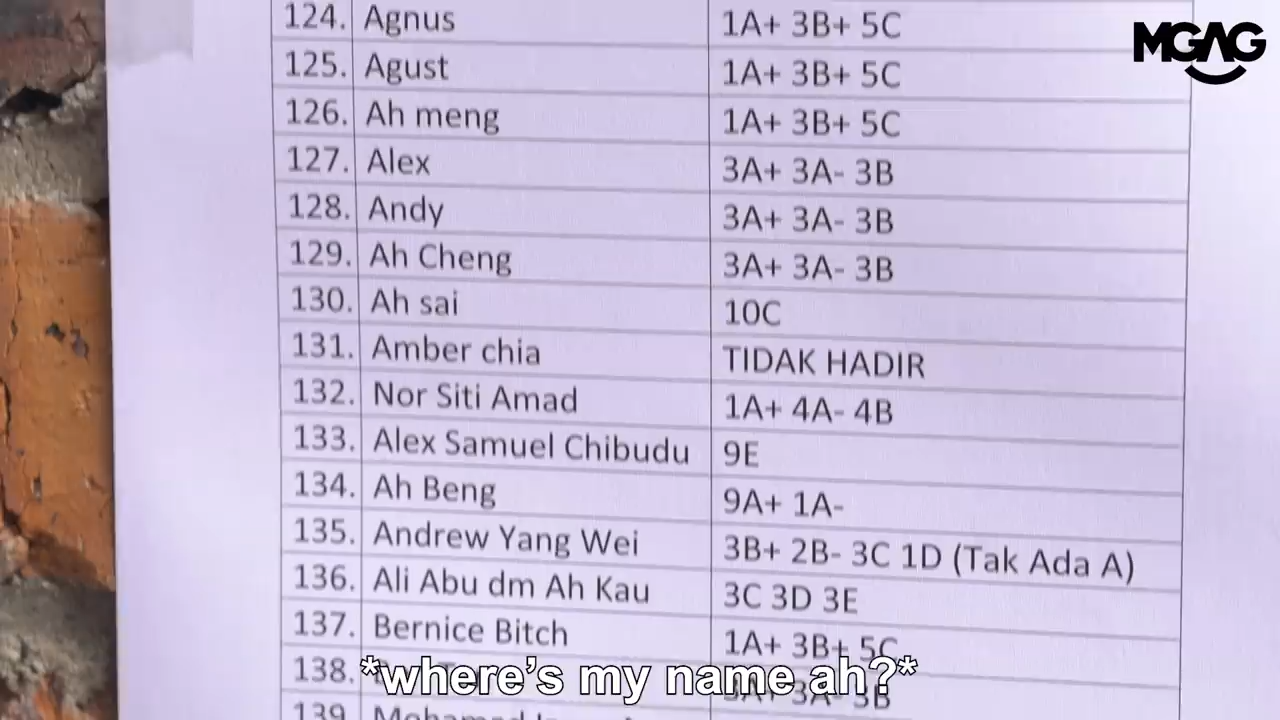 MGAG
124. Agnus 1A+ 3B+ 5C
125. Agust 1A+ 3B+ 5C
126. Ah meng 1A+ 3B+ 5C
127. Alex 3A+ 3A- 3B
128. Andy 3A+ 3A- 3B
129. Ah Cheng 3A+ 3A- 3B
130. Ah sai 10C
131. Amber chia TIDAK HADIR
132. Nor Siti Amad 1A+ 4A- 4B
133. Alex Samuel Chibudu 9E
134. Ah Beng 9A+ 1A-
135. Andrew Yang Wei 3B+ 2B- 3C 1D (Tak Ada A)
136. Ali Abu dm Ah Kau 3C 3D 3E
137. Bernice Bitch 1A+ 3B+ 5C
138. 3A+ 3A- 3B
*where's my name ah?*
139.